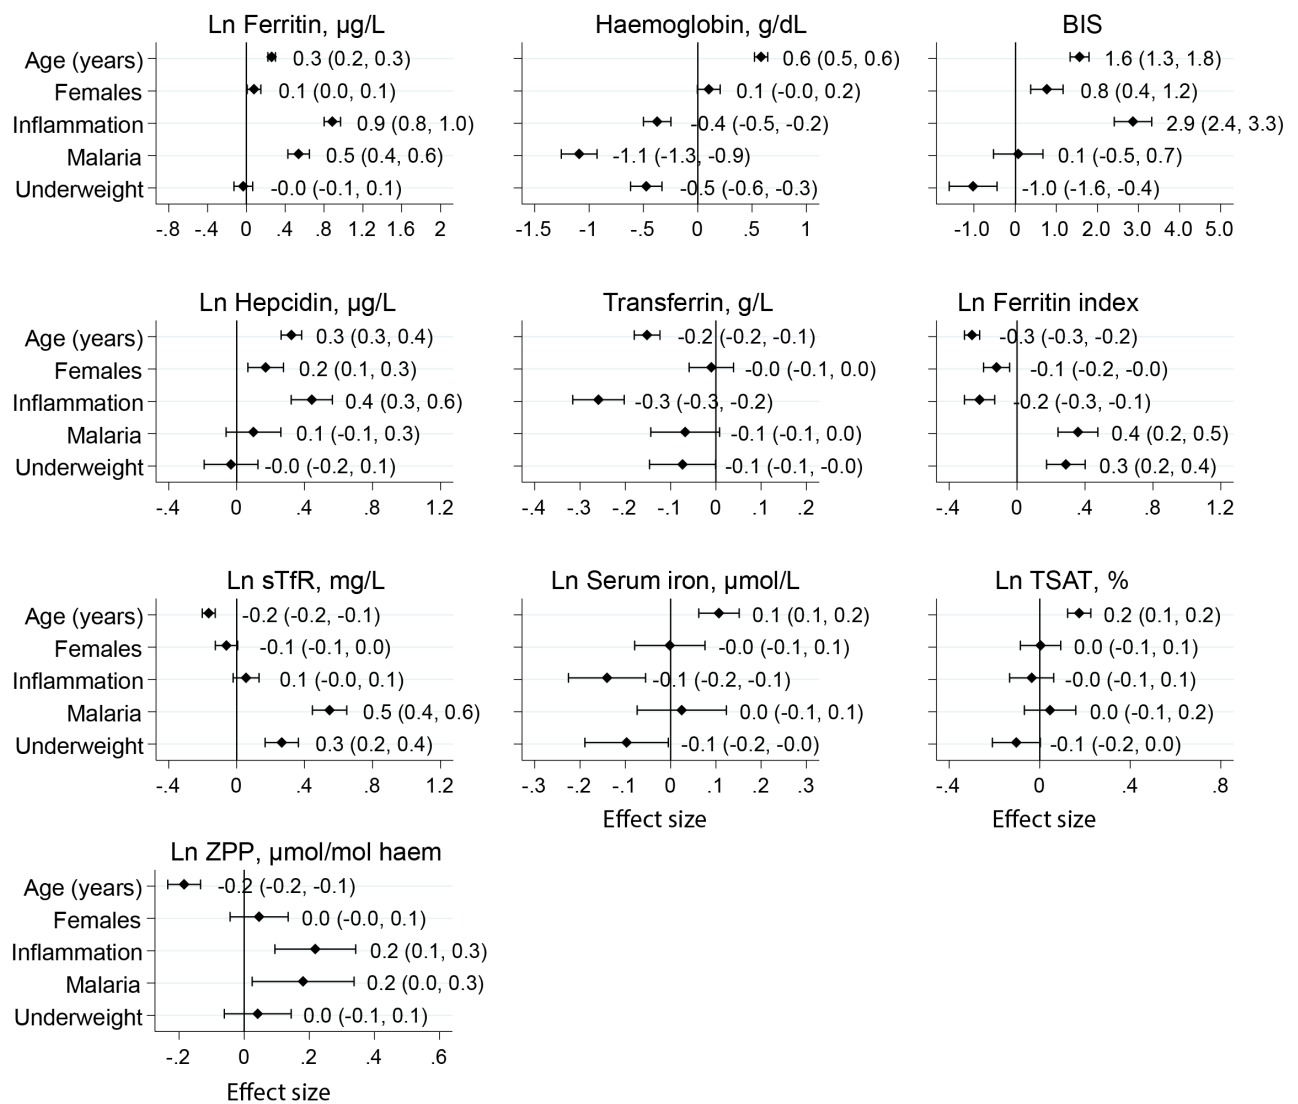 Ln Ferritin, µg/L
Age (years) 0.3 (0.2, 0.3)
Females 0.1 (0.0, 0.1)
Inflammation 0.9 (0.8, 1.0)
Malaria 0.5 (0.4, 0.6)
Underweight -0.0 (-0.1, 0.1)
-.8 -.4 0 .4 .8 1.2 1.6 2
Haemoglobin, g/dL
0.6 (0.5, 0.6)
0.1 (-0.0, 0.2)
-0.4 (-0.5, -0.2)
-1.1 (-1.3, -0.9)
-0.5 (-0.6, -0.3)
-1.5 -1 -.5 0 .5 1
BIS
1.6 (1.3, 1.8)
0.8 (0.4, 1.2)
2.9 (2.4, 3.3)
0.1 (-0.5, 0.7)
-1.0 (-1.6, -0.4)
-1.0 0 1.0 2.0 3.0 4.0 5.0
Ln Hepcidin, µg/L
Age (years) 0.3 (0.3, 0.4)
Females 0.2 (0.1, 0.3)
Inflammation 0.4 (0.3, 0.6)
Malaria 0.1 (-0.1, 0.3)
Underweight -0.0 (-0.2, 0.1)
-.4 0 .4 .8 1.2
Transferrin, g/L
-0.2 (-0.2, -0.1)
-0.0 (-0.1, 0.0)
-0.3 (-0.3, -0.2)
-0.1 (-0.1, 0.0)
-0.1 (-0.1, -0.0)
-.4 -.3 -.2 -.1 0 .1 .2
Ln Ferritin index
-0.3 (-0.3, -0.2)
-0.1 (-0.2, -0.0)
-0.2 (-0.3, -0.1)
0.4 (0.2, 0.5)
0.3 (0.2, 0.4)
-.4 0 .4 .8 1.2
Ln sTfR, mg/L
Age (years) -0.2 (-0.2, -0.1)
Females -0.1 (-0.1, 0.0)
Inflammation 0.1 (-0.0, 0.1)
Malaria 0.5 (0.4, 0.6)
Underweight 0.3 (0.2, 0.4)
-.4 0 .4 .8 1.2
Ln Serum iron, µmol/L
0.1 (0.1, 0.2)
-0.0 (-0.1, 0.1)
-0.1 (-0.2, -0.1)
0.0 (-0.1, 0.1)
-0.1 (-0.2, -0.0)
-.3 -.2 -.1 0 .1 .2 .3
Effect size
Ln TSAT, %
0.2 (0.1, 0.2)
0.0 (-0.1, 0.1)
-0.0 (-0.1, 0.1)
0.0 (-0.1, 0.2)
-0.1 (-0.2, 0.0)
-.4 0 .4 .8
Effect size
Ln ZPP, µmol/mol haem
Age (years) -0.2 (-0.2, -0.1)
Females 0.0 (-0.0, 0.1)
Inflammation 0.2 (0.1, 0.3)
Malaria 0.2 (0.0, 0.3)
Underweight 0.0 (-0.1, 0.1)
-.2 0 .2 .4 .6
Effect size